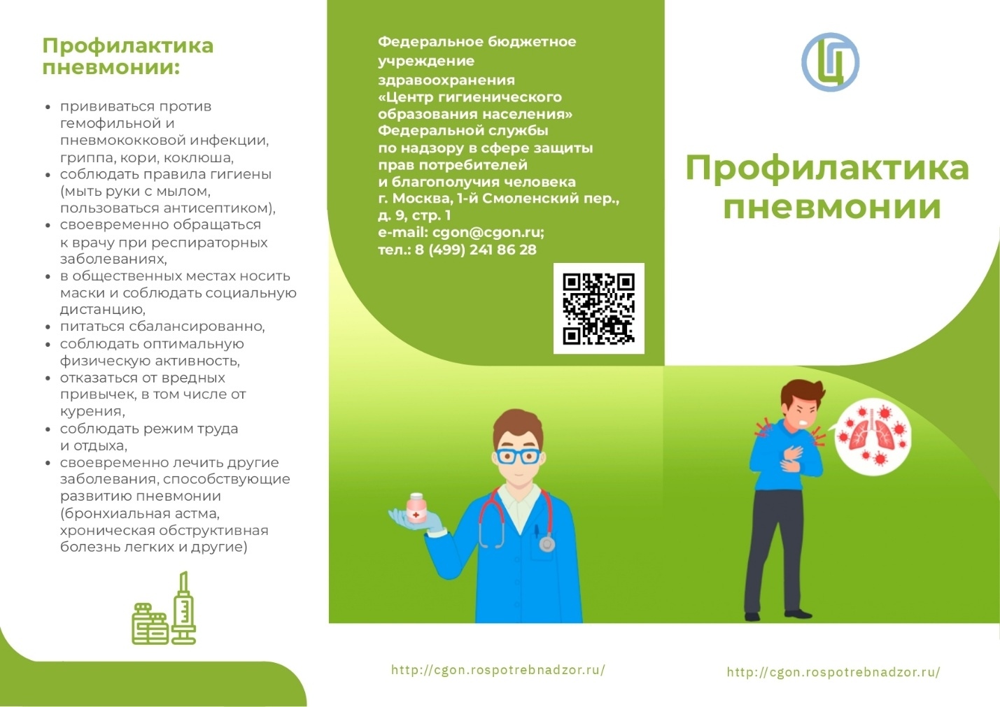 Профилактика
пневмонии:
• прививаться против
гемофильной и
пневмококковой инфекции,
гриппа, кори, коклюша,
• соблюдать правила гигиены
(мыть руки с мылом,
пользоваться антисептиком),
• своевременно обращаться
к врачу при респираторных
заболеваниях,
• в общественных местах носить
маски и соблюдать социальную
дистанцию,
• питаться сбалансированно,
• соблюдать оптимальную
физическую активность,
• отказаться от вредных
привычек, в том числе от
курения,
• соблюдать режим труда
и отдыха,
• своевременно лечить другие
заболевания, способствующие
развитию пневмонии
(бронхиальная астма,
хроническая обструктивная
болезнь легких и другие)
Федеральное бюджетное
учреждение
здравоохранения
«Центр гигиенического
образования населения»
Федеральной службы
по надзору в сфере защиты
прав потребителей
и благополучия человека
г. Москва, 1-й Смоленский пер.,
д. 9, стр. 1
e-mail: cgon@cgon.ru;
тел.: 8 (499) 241 86 28
http://cgon.rospotrebnadzor.ru/
Профилактика
пневмонии
http://cgon.rospotrebnadzor.ru/